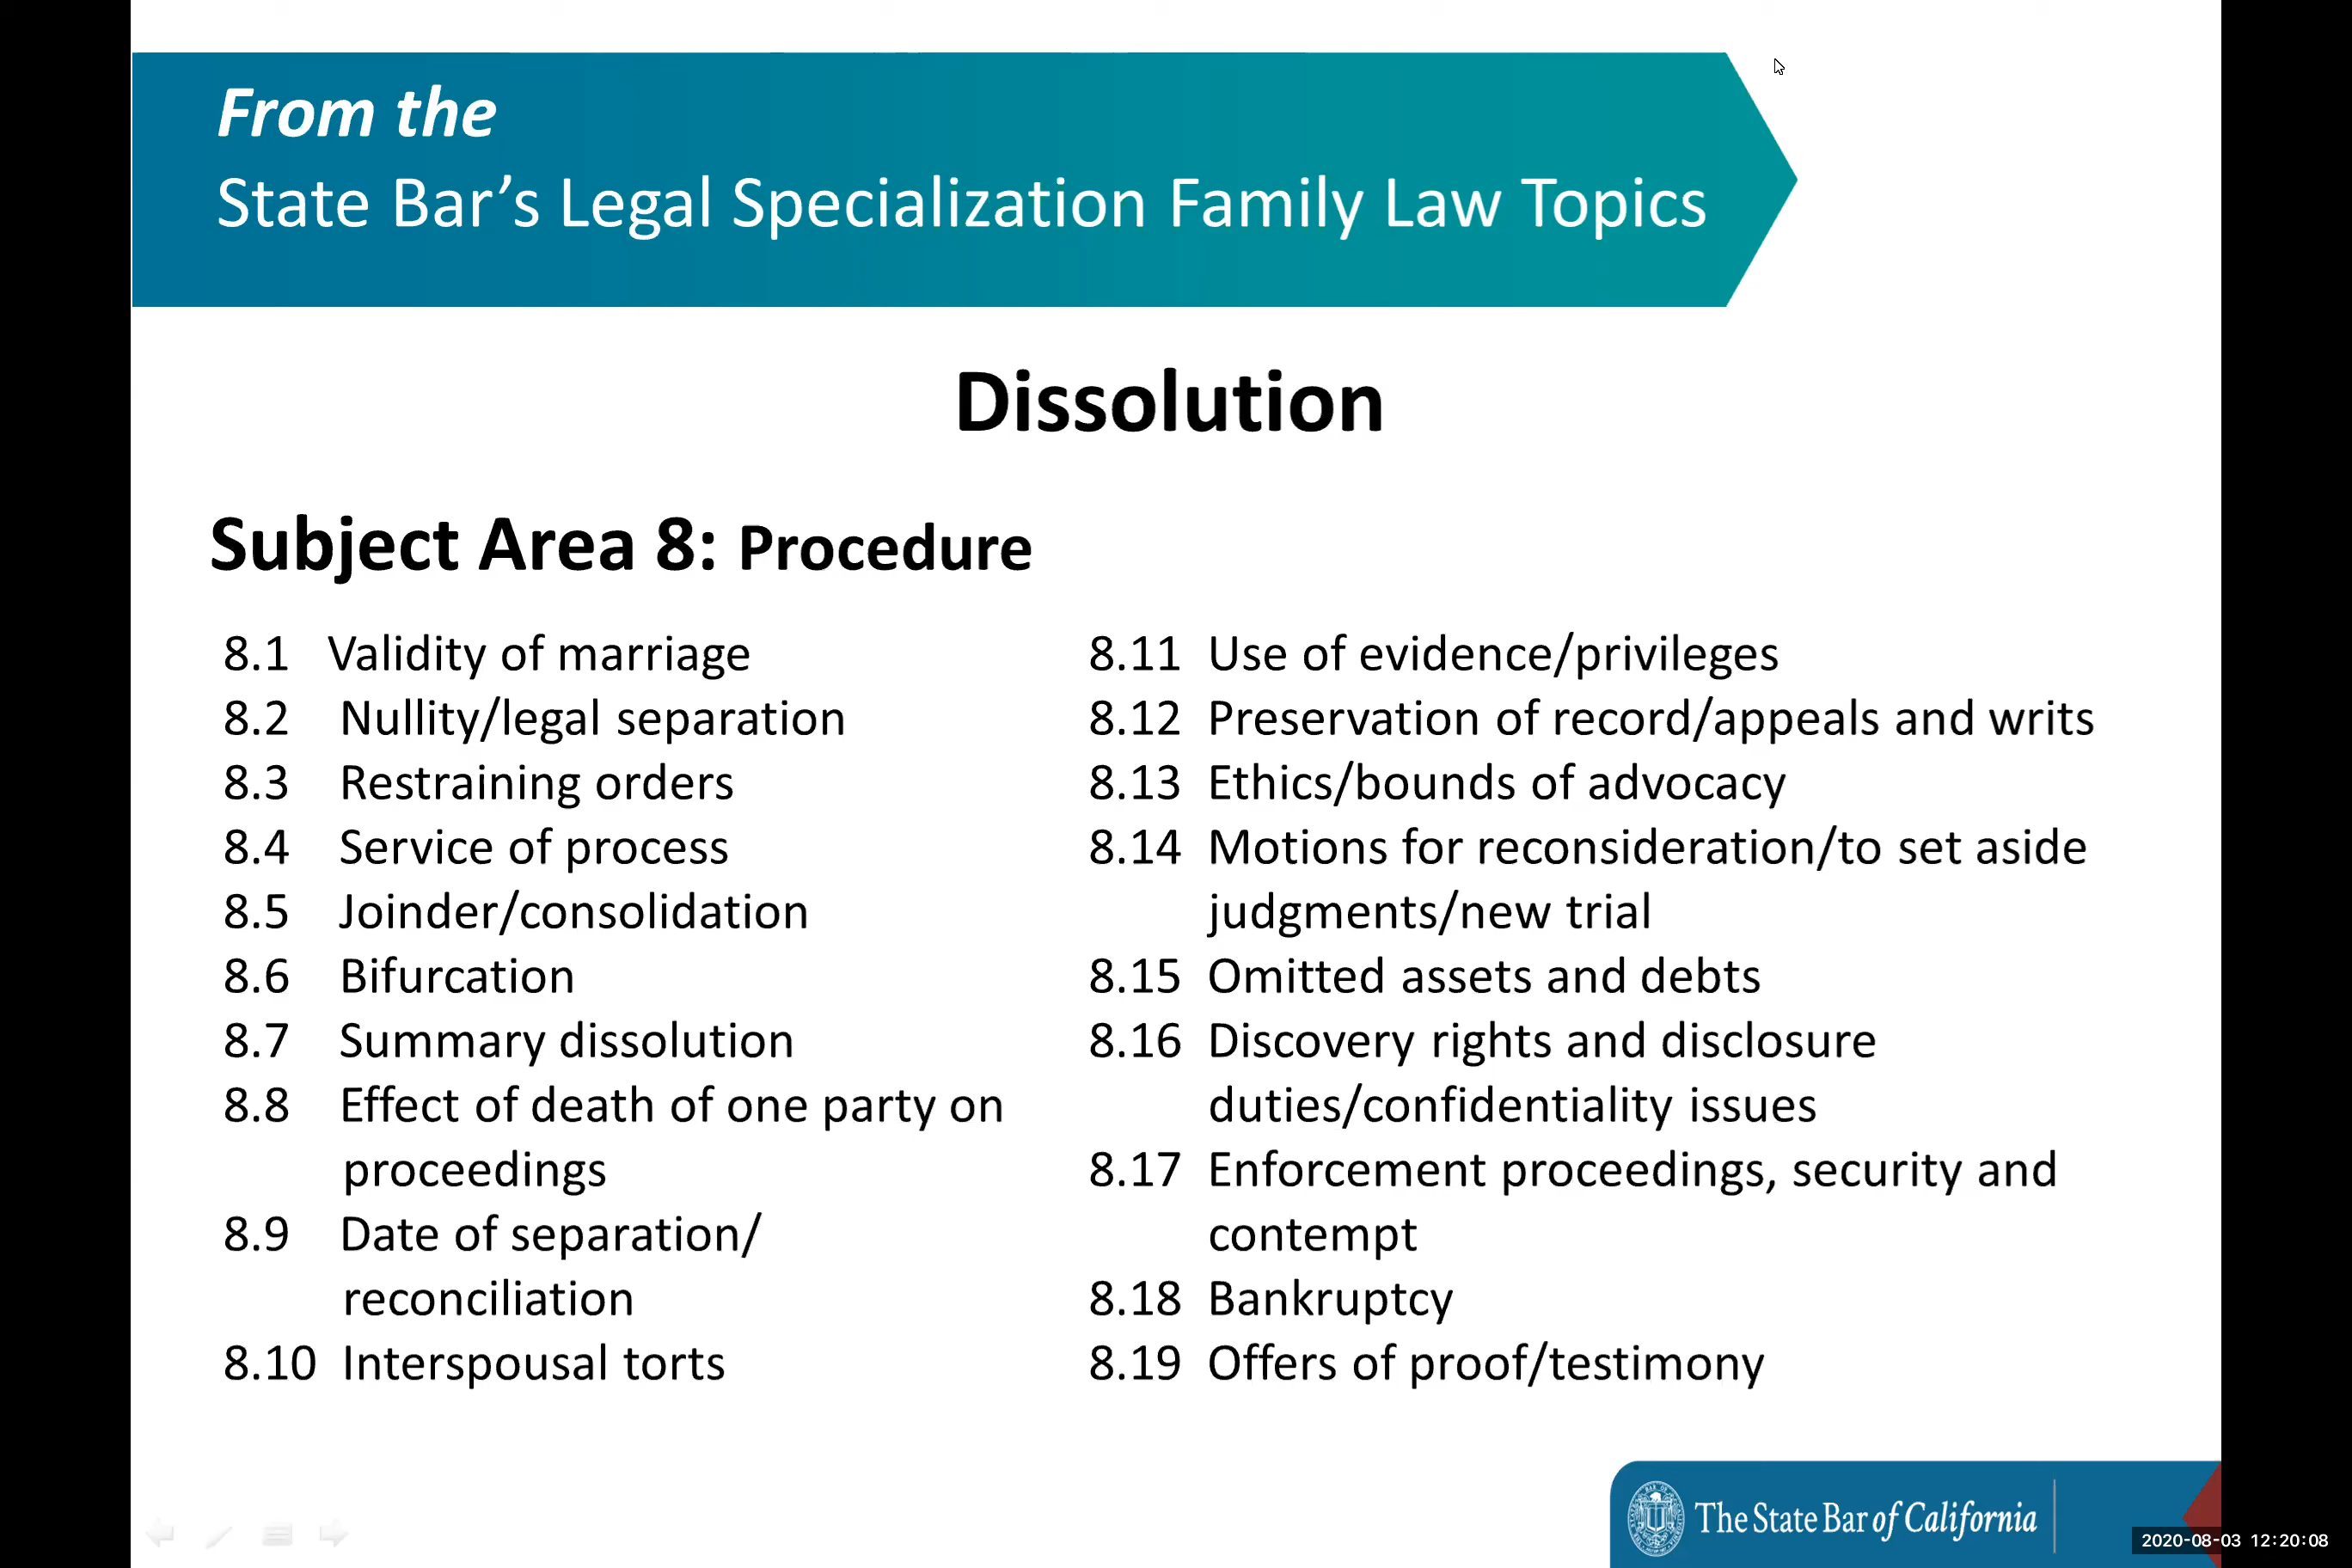 From the
State Bar’s Legal Specialization Family Law Topics
Dissolution
Subject Area 8: Procedure
8.1 Validity of marriage
8.2 Nullity/legal separation
8.3 Restraining orders
8.4 Service of process
8.5 Joinder/consolidation
8.6 Bifurcation
8.7 Summary dissolution
8.8 Effect of death of one party on
proceedings
8.9 Date of separation/
reconciliation
8.10 Interspousal torts
8.11 Use of evidence/privileges
8.12 Preservation of record/appeals and writs
8.13 Ethics/bounds of advocacy
8.14 Motions for reconsideration/to set aside
judgments/new trial
8.15 Omitted assets and debts
8.16 Discovery rights and disclosure
duties/confidentiality issues
8.17 Enforcement proceedings, security and
contempt
8.18 Bankruptcy
8.19 Offers of proof/testimony
The State Bar of California
2020-08-03 12:20:08